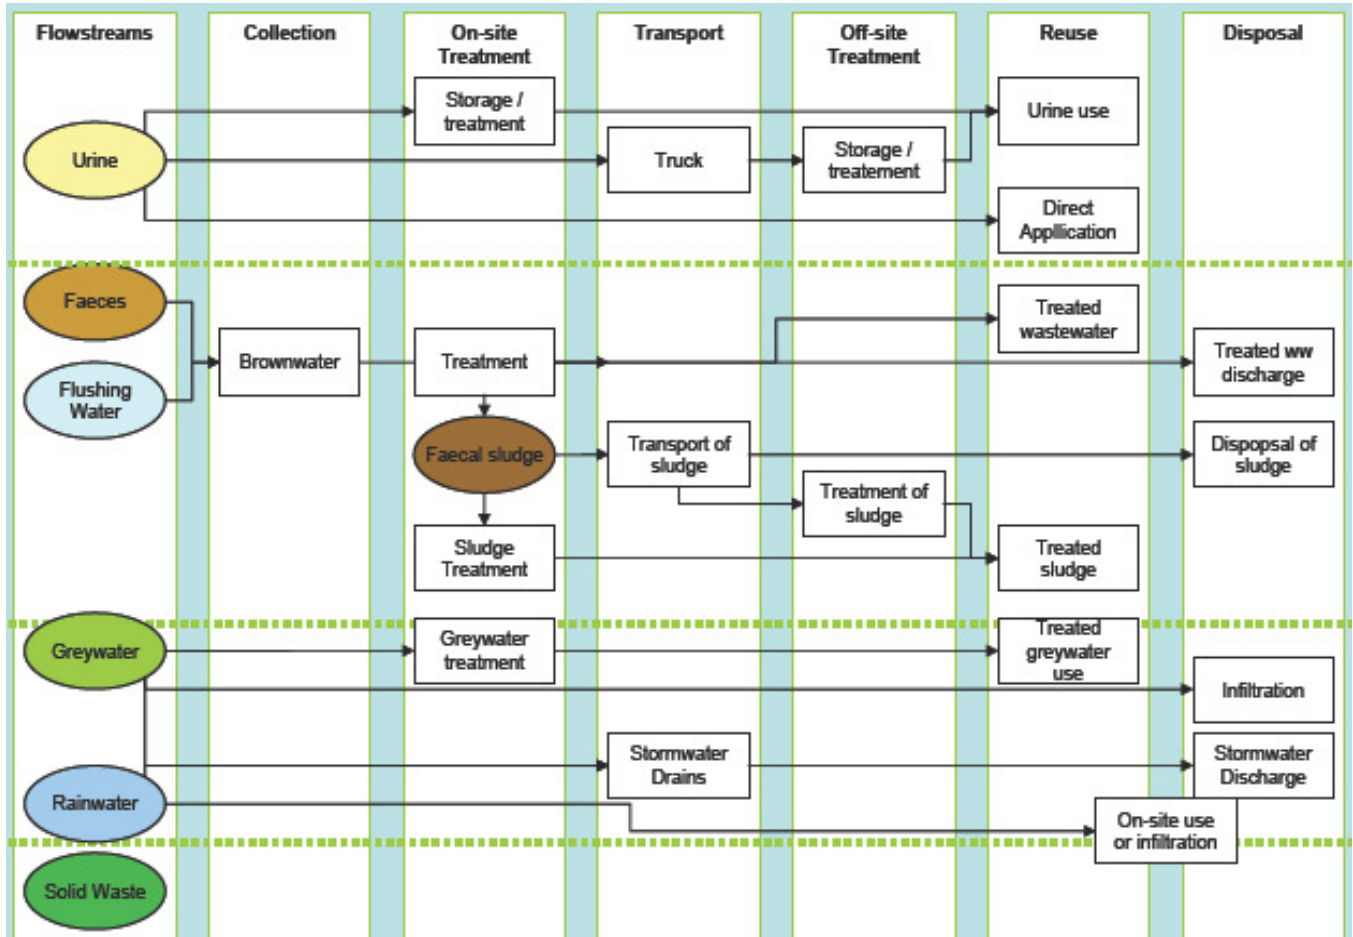 Flowstreams
Collection
On-site
Treatment
Transport
Off-site
Treatment
Reuse
Disposal
Storage /
treatment
Urine use
Urine
Truck
Storage /
treatement
Direct
Appllication
Faeces
Treated
wastewater
Brownwater
Treatment
Treated ww
discharge
Flushing
Water
Faecal sludge
Transport of
sludge
Dispopsal of
sludge
Treatment of
sludge
Sludge
Treatment
Treated
sludge
Greywater
Greywater
treatment
Treated
greywater
use
Infiltration
Stormwater
Drains
Stormwater
Discharge
Rainwater
On-site use
or infiltration
Solid Waste